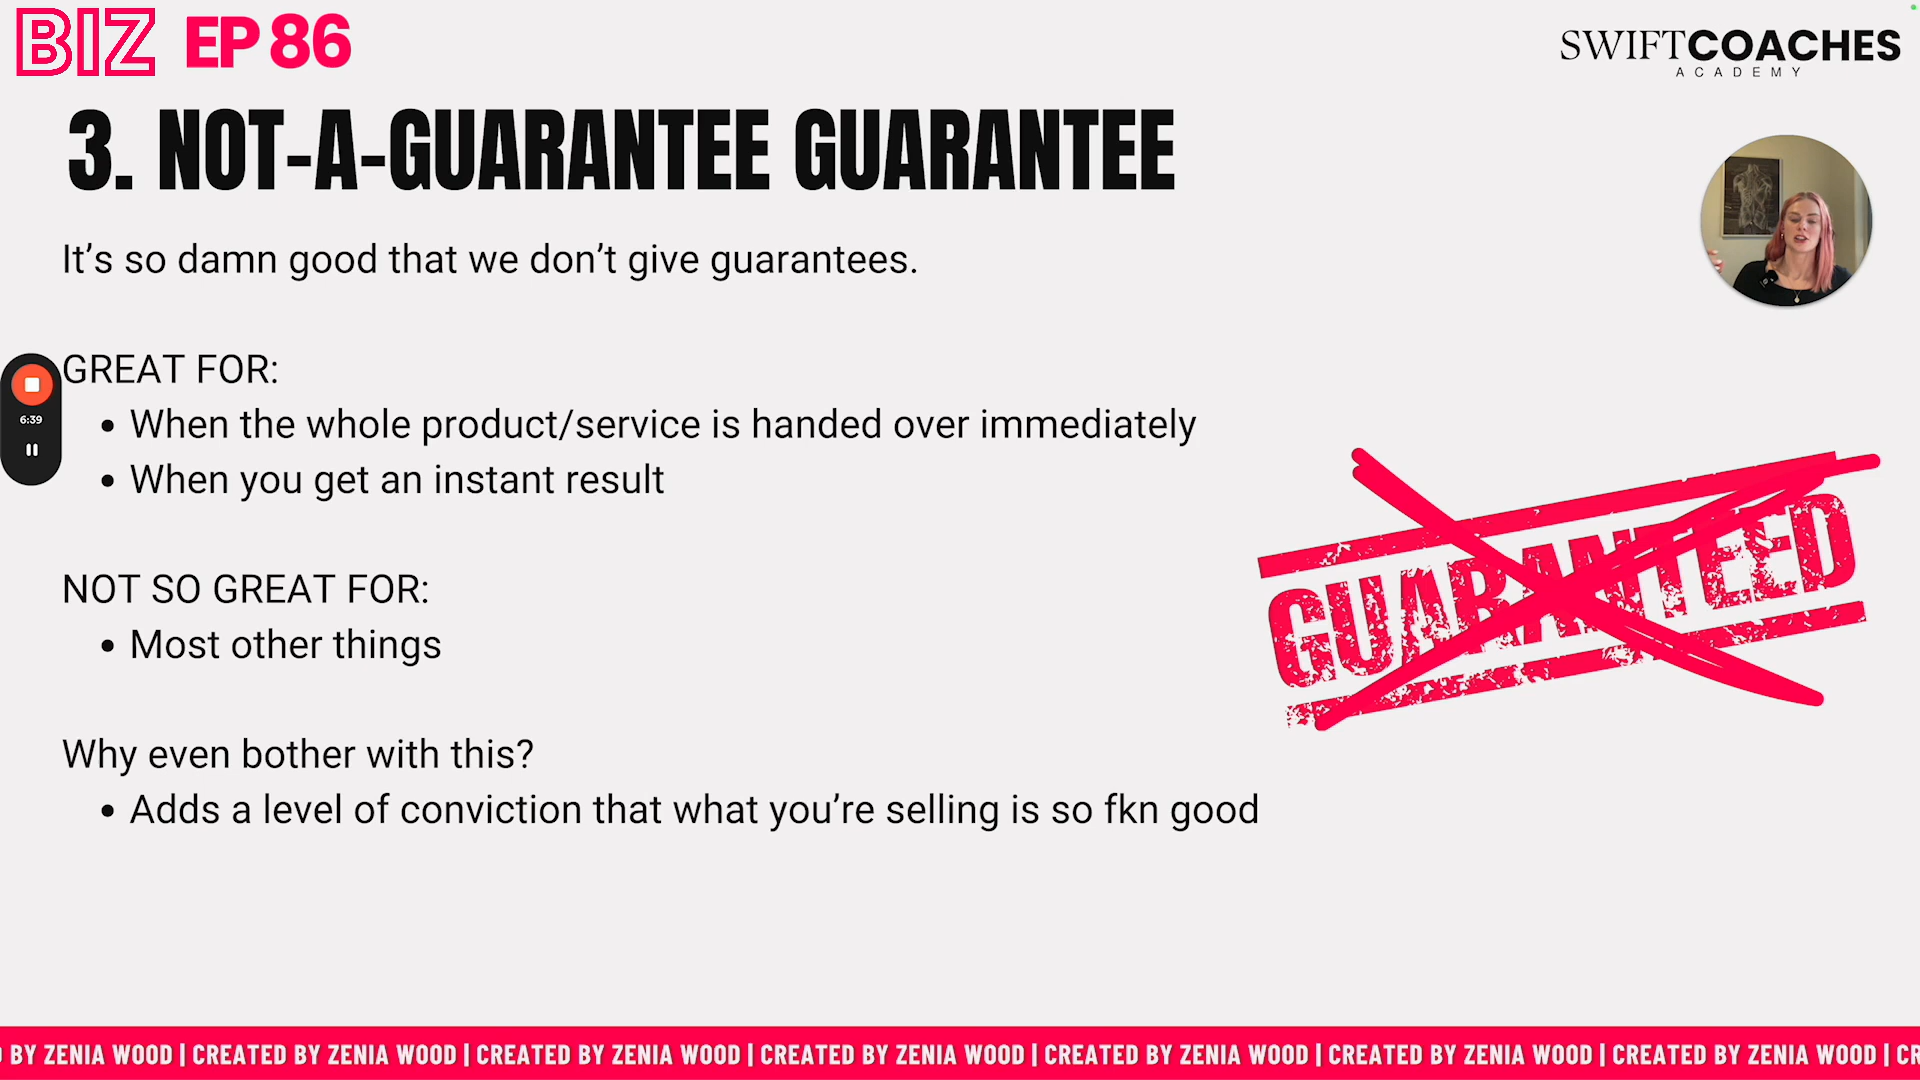 BIZ EP 86
SWIFTCOACHES
ACADEMY
3. NOT-A-GUARANTEE GUARANTEE
It’s so damn good that we don’t give guarantees.
GREAT FOR:
• When the whole product/service is handed over immediately
• When you get an instant result
6:39
GUARANTEED
NOT SO GREAT FOR:
• Most other things
Why even bother with this?
• Adds a level of conviction that what you’re selling is so fkn good
BY ZENIA WOOD | CREATED BY ZENIA WOOD | CREATED BY ZENIA WOOD | CREATED BY ZENIA WOOD | CREATED BY ZENIA WOOD | CREATED BY ZENIA WOOD | CREATED BY ZENIA WOOD | CR